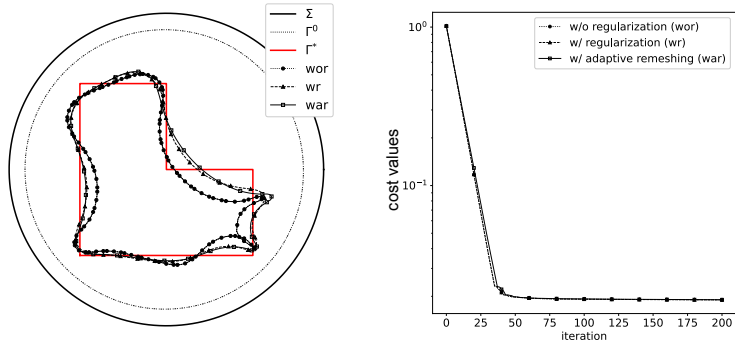 Σ
Γ⁰
Γ*
wor
wr
war
w/o regularization (wor)
w/ regularization (wr)
w/ adaptive remeshing (war)
cost values
10⁰
10⁻¹
0 25 50 75 100 125 150 175 200
iteration